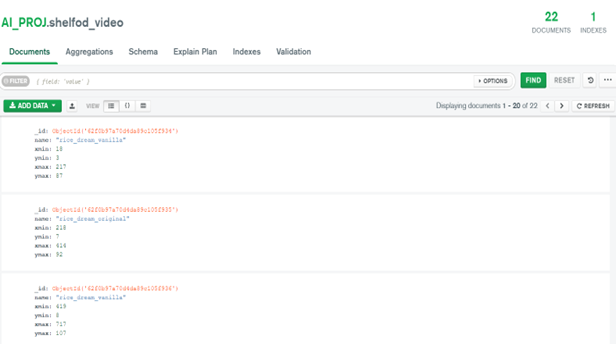 AI_PROJ.shelfod_video
22
DOCUMENTS
1
INDEXES
Documents Aggregations Schema Explain Plan Indexes Validation
FILTER { field: 'value' } OPTIONS FIND RESET ...
ADD DATA VIEW {} Displaying documents 1 - 20 of 22 < > REFRESH
_id: ObjectId('62f0b97a70d4da89c105f934')
name: "rice_dream_vanilla"
xmin: 18
ymin: 3
xmax: 217
ymax: 87
_id: ObjectId('62f0b97a70d4da89c105f935')
name: "rice_dream_original"
xmin: 218
ymin: 7
xmax: 414
ymax: 92
_id: ObjectId('62f0b97a70d4da89c105f936')
name: "rice_dream_vanilla"
xmin: 419
ymin: 8
xmax: 717
ymax: 107